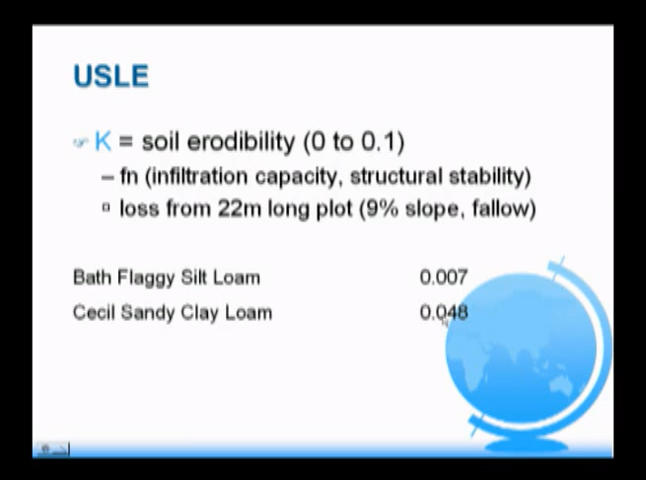 USLE
☞ K = soil erodibility (0 to 0.1)
– fn (infiltration capacity, structural stability)
▫ loss from 22m long plot (9% slope, fallow)
Bath Flaggy Silt Loam 0.007
Cecil Sandy Clay Loam 0.048